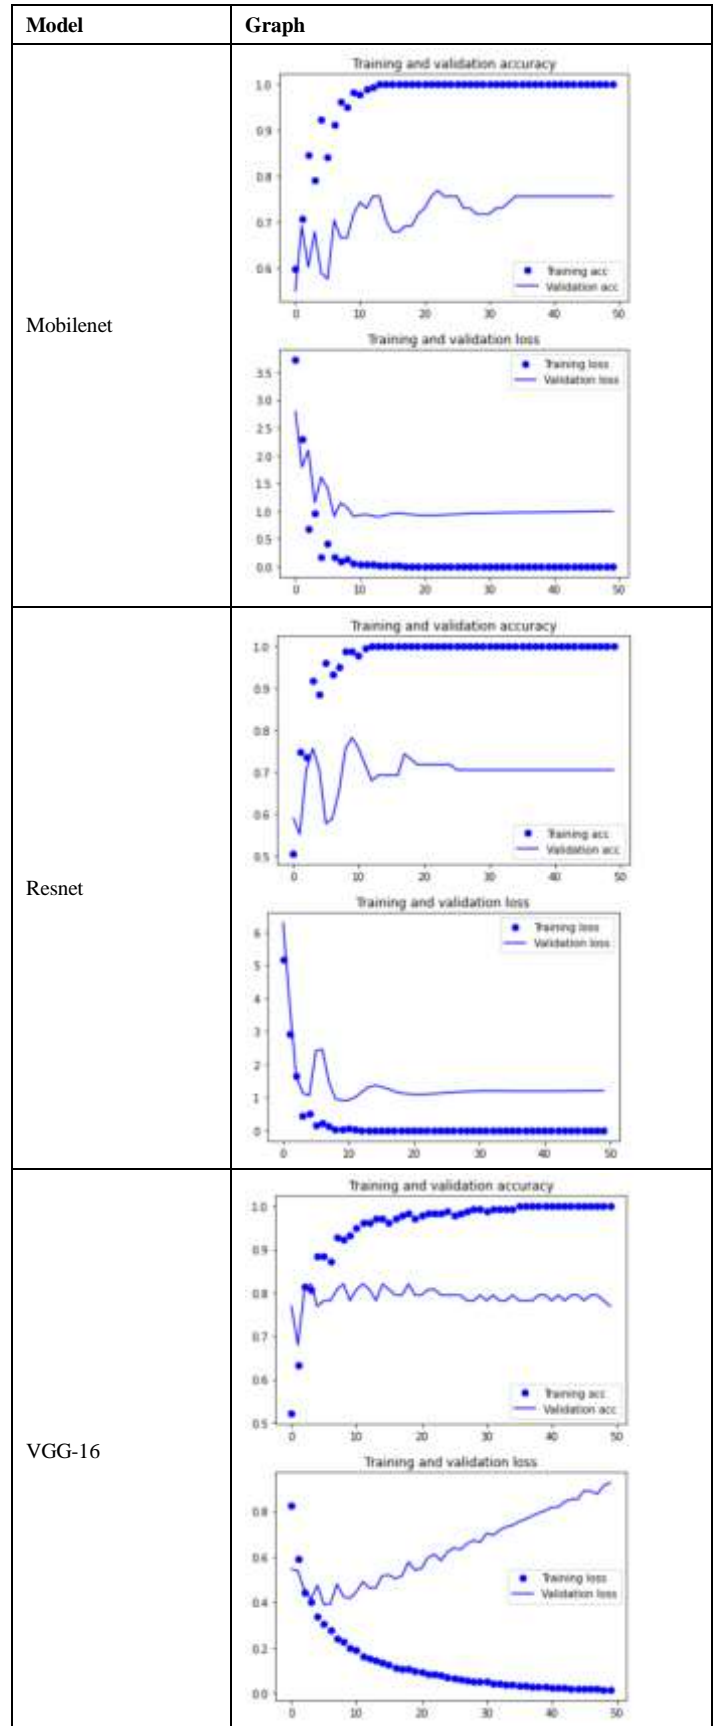 Model Graph
Mobilenet
Training and validation accuracy
1.0
0.9
0.8
0.7
0.6
Training acc
Validation acc
0 10 20 30 40 50
Training and validation loss
Training loss
Validation loss
3.5
3.0
2.5
2.0
1.5
1.0
0.5
0.0
0 10 20 30 40 50
Resnet
Training and validation accuracy
1.0
0.9
0.8
0.7
0.6
0.5
Training acc
Validation acc
0 10 20 30 40 50
Training and validation loss
Training loss
Validation loss
6
5
4
3
2
1
0
0 10 20 30 40 50
VGG-16
Training and validation accuracy
1.0
0.9
0.8
0.7
0.6
0.5
Training acc
Validation acc
0 10 20 30 40 50
Training and validation loss
0.8
0.6
0.4
0.2
0.0
Training loss
Validation loss
0 10 20 30 40 50